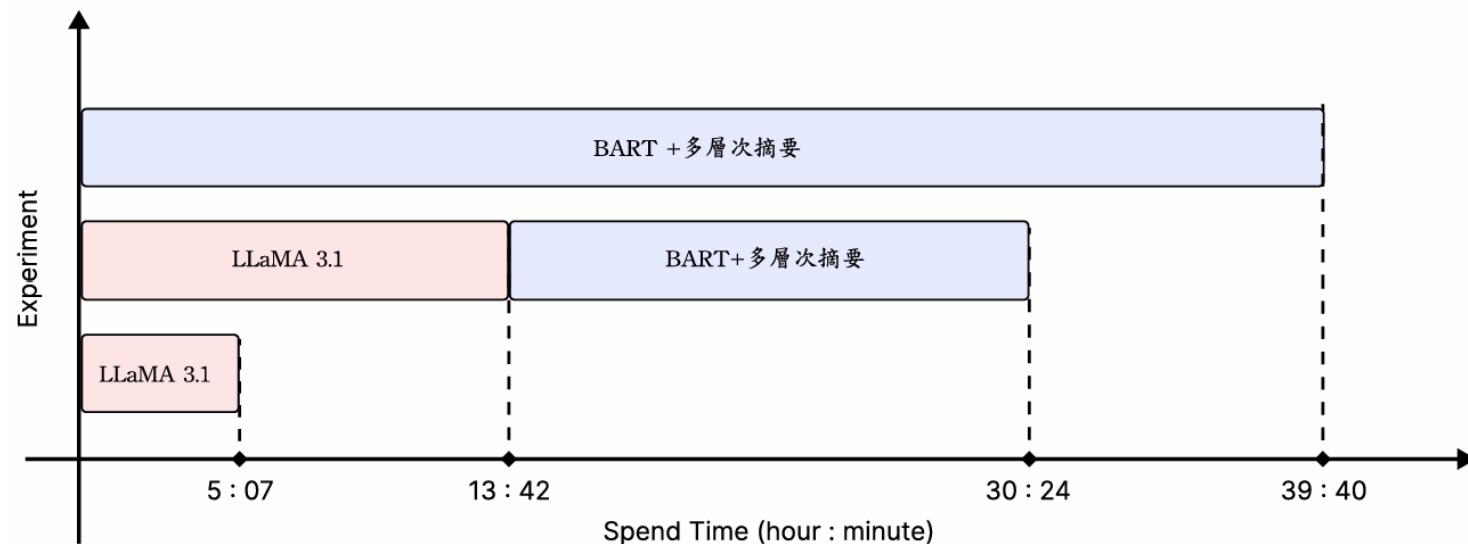 BART +多層次摘要
LLaMA 3.1
BART+多層次摘要
LLaMA 3.1
Experiment
5 : 07
13 : 42
30 : 24
39 : 40
Spend Time (hour : minute)